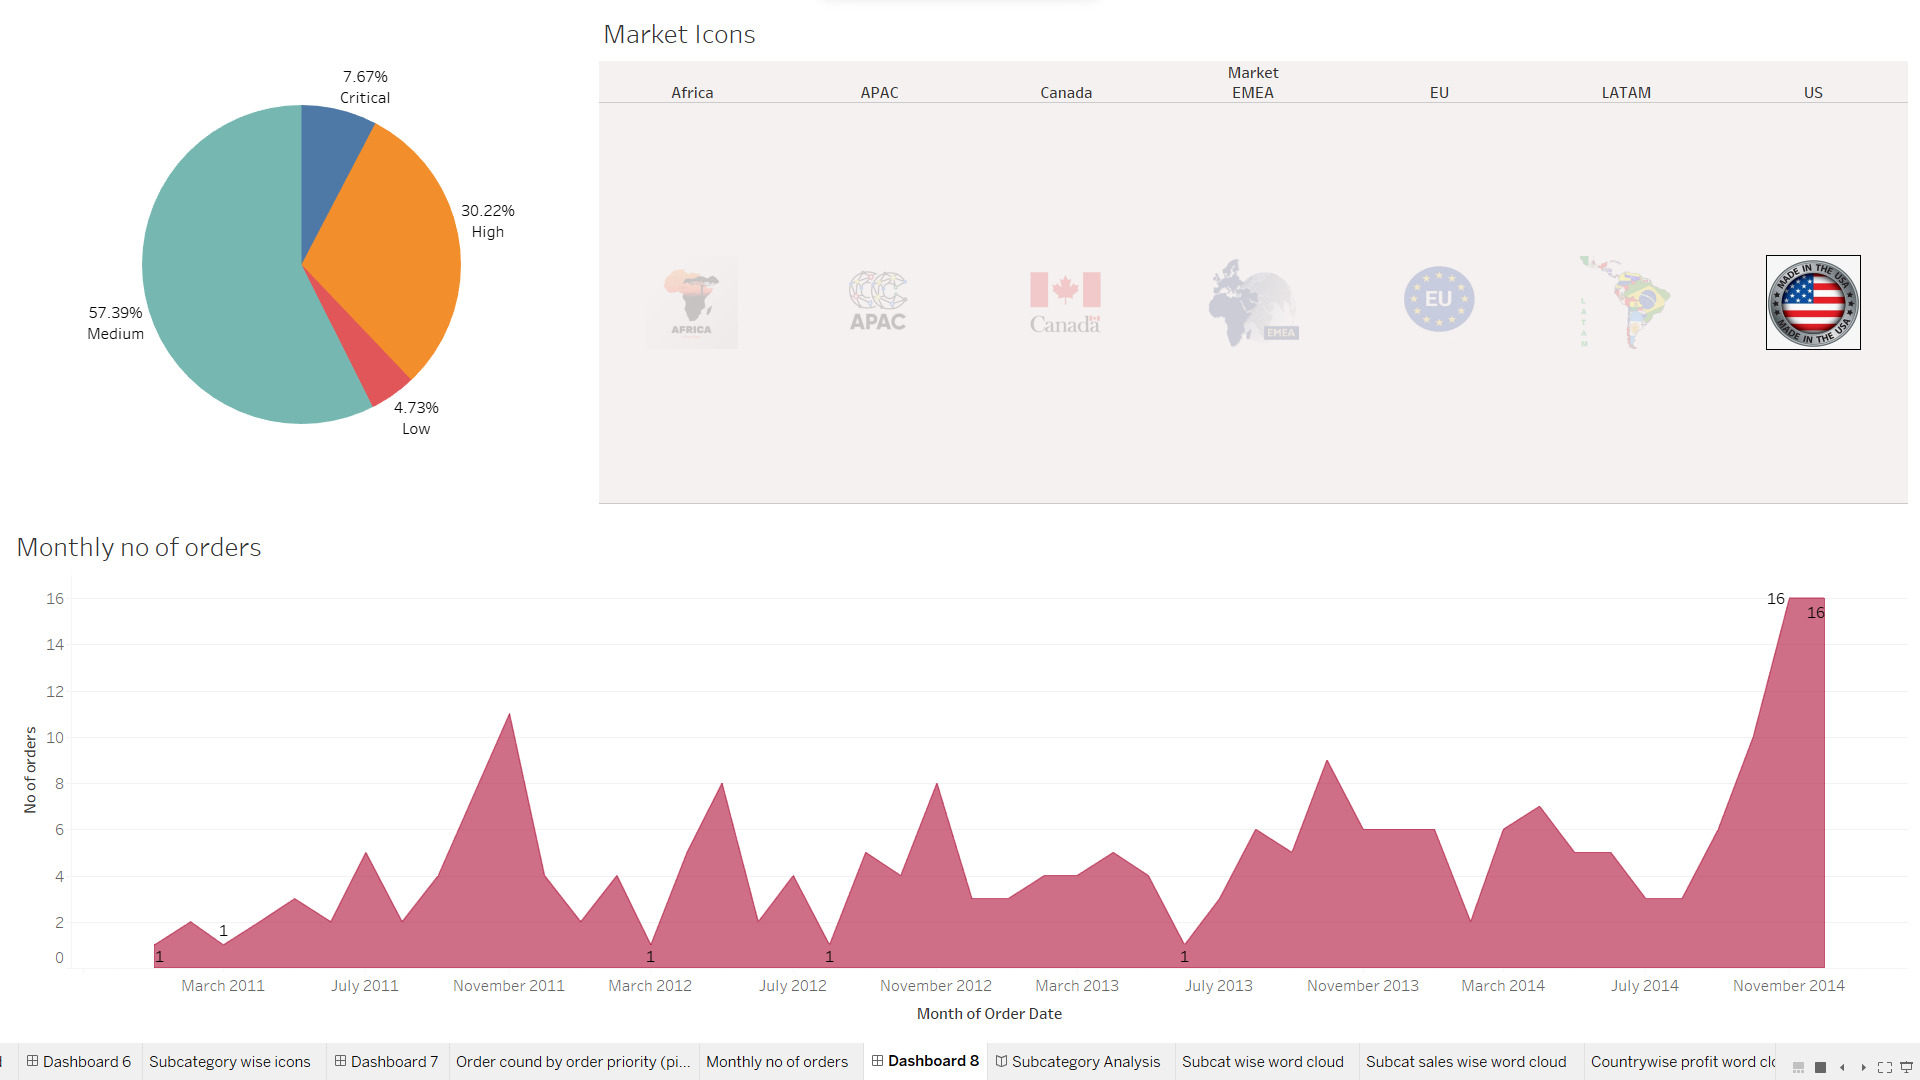 7.67%
Critical
30.22%
High
57.39%
Medium
4.73%
Low
Market Icons
Market
Africa APAC Canada EMEA EU LATAM US
AFRICA
APAC
Canada
EMEA
EU
LATAM
MADE IN THE USA
MADE IN THE USA
Monthly no of orders
No of orders
16
14
12
10
8
6
4
2
0
1
1
1
1
1
16
16
March 2011 July 2011 November 2011 March 2012 July 2012 November 2012 March 2013 July 2013 November 2013 March 2014 July 2014 November 2014
Month of Order Date
Dashboard 6 Subcategory wise icons Dashboard 7 Order cound by order priority (pi... Monthly no of orders Dashboard 8 Subcategory Analysis Subcat wise word cloud Subcat sales wise word cloud Countrywise profit word clo